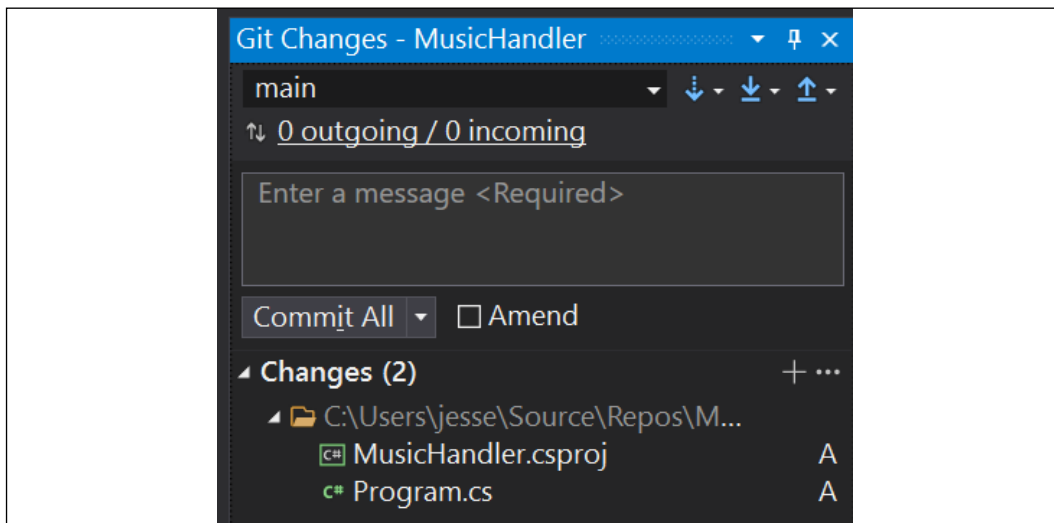 Git Changes - MusicHandler
main
0 outgoing / 0 incoming
Enter a message <Required>
Commit All
Amend
Changes (2)
C:\Users\jesse\Source\Repos\M...
C# MusicHandler.csproj A
C# Program.cs A